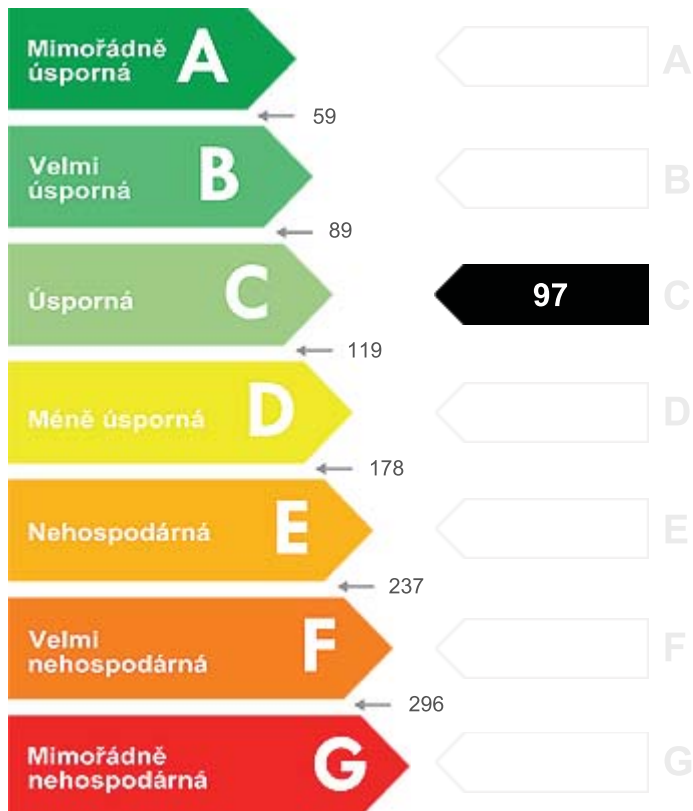 Mimořádně
úsporná
A
A
59
Velmi
úsporná
B
B
89
Úsporná
C
97
C
119
Méně úsporná
D
D
178
Nehospodárná
E
E
237
Velmi
nehospodárná
F
F
296
Mimořádně
nehospodárná
G
G